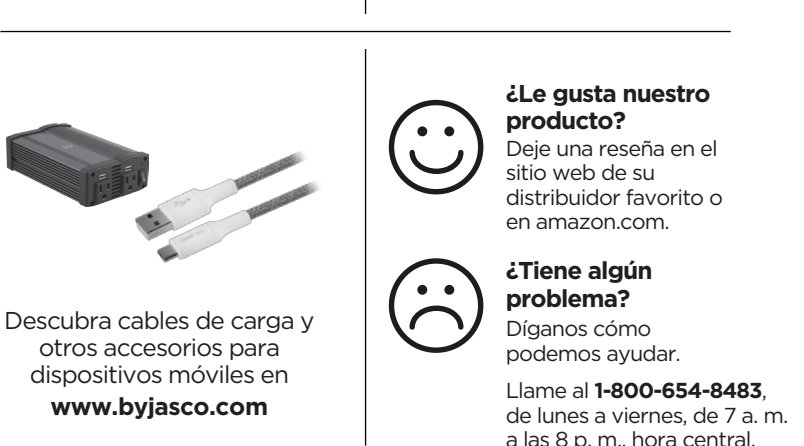 Descubra cables de carga y
otros accesorios para
dispositivos móviles en
www.byjasco.com
¿Le gusta nuestro
producto?
Deje una reseña en el
sitio web de su
distribuidor favorito o
en amazon.com.
¿Tiene algún
problema?
Díganos cómo
podemos ayudar.
Llame al 1-800-654-8483,
de lunes a viernes, de 7 a. m.
a las 8 p. m., hora central.